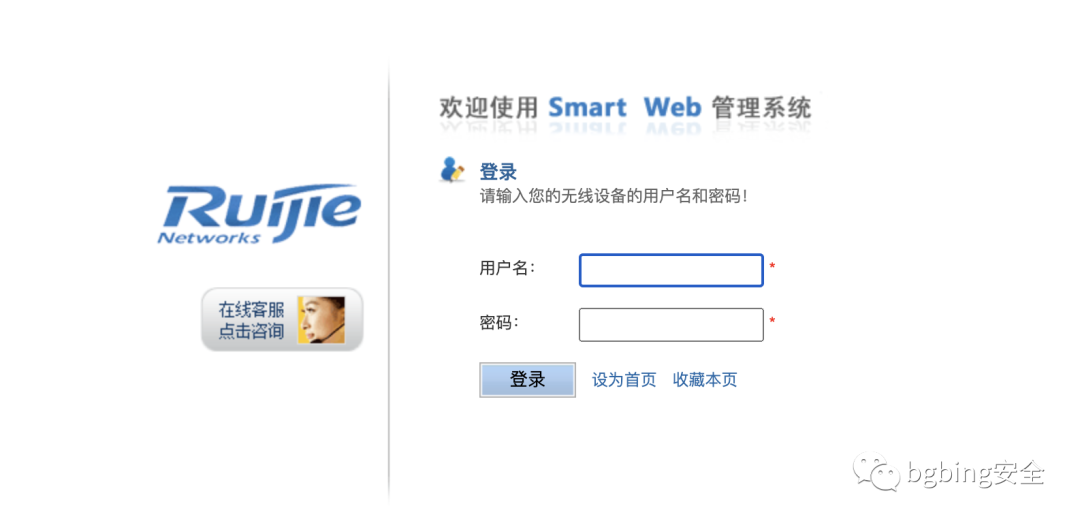 欢迎使用 Smart Web 管理系统
登录
请输入您的无线设备的用户名和密码！
Ruijie
Networks
用户名：
*
在线客服
点击咨询
密码：
*
登录 设为首页 收藏本页
bgbing安全